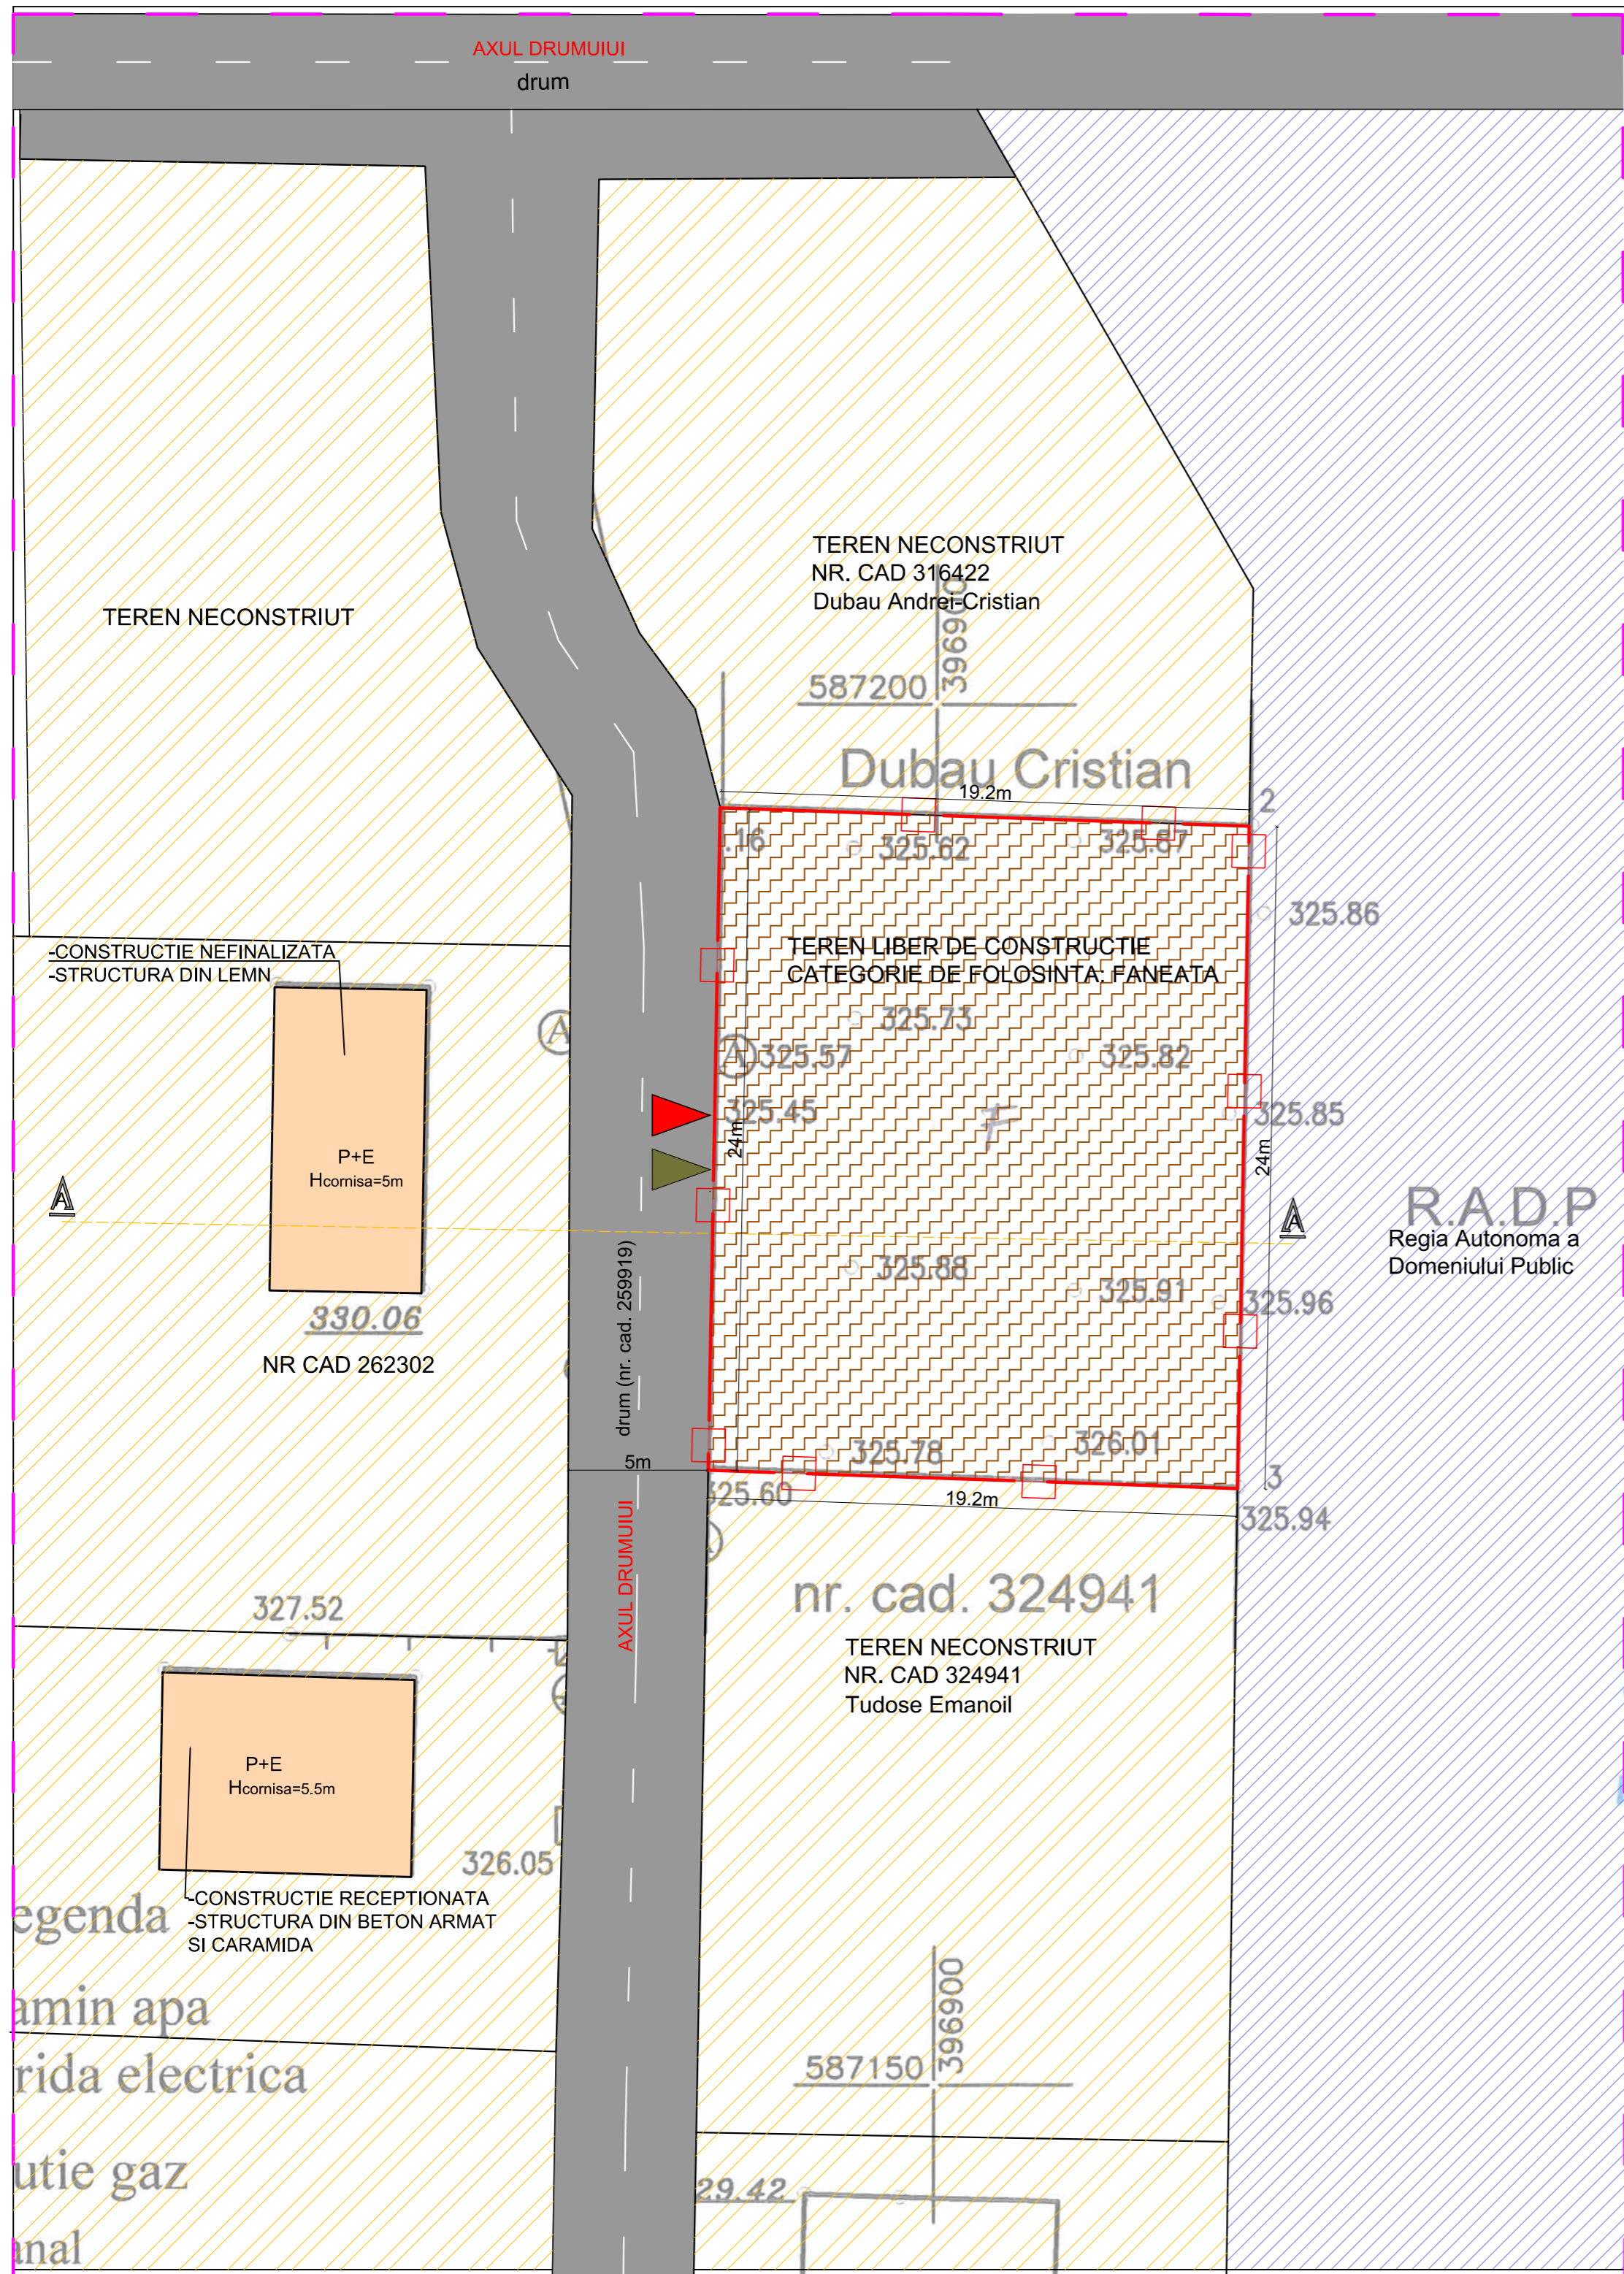 AXUL DRUMUIUI
drum
TEREN NECONSTRIUT
NR. CAD 316422
Dubau Andrei-Cristian
TEREN NECONSTRIUT
396900
587200
Dubau Cristian
19.2m
2
.16
325.62
325.87
325.86
TEREN LIBER DE CONSTRUCTIE
CATEGORIE DE FOLOSINTA: FANEATA
-CONSTRUCTIE NEFINALIZATA
-STRUCTURA DIN LEMN
325.73
A
A
325.57
325.82
325.45
325.85
F
24m
24m
P+E
Hcornisa=5m
A
A
R.A.D.P
Regia Autonoma a
Domeniului Public
325.88
325.91
325.96
330.06
NR CAD 262302
drum (nr. cad. 259919)
325.78
326.01
5m
3
325.60
19.2m
325.94
AXUL DRUMUIUI
nr. cad. 324941
327.52
TEREN NECONSTRIUT
NR. CAD 324941
Tudose Emanoil
P+E
Hcornisa=5.5m
326.05
-CONSTRUCTIE RECEPTIONATA
-STRUCTURA DIN BETON ARMAT
SI CARAMIDA
egenda
amin apa
rida electrica
utie gaz
anal
396900
587150
29.42